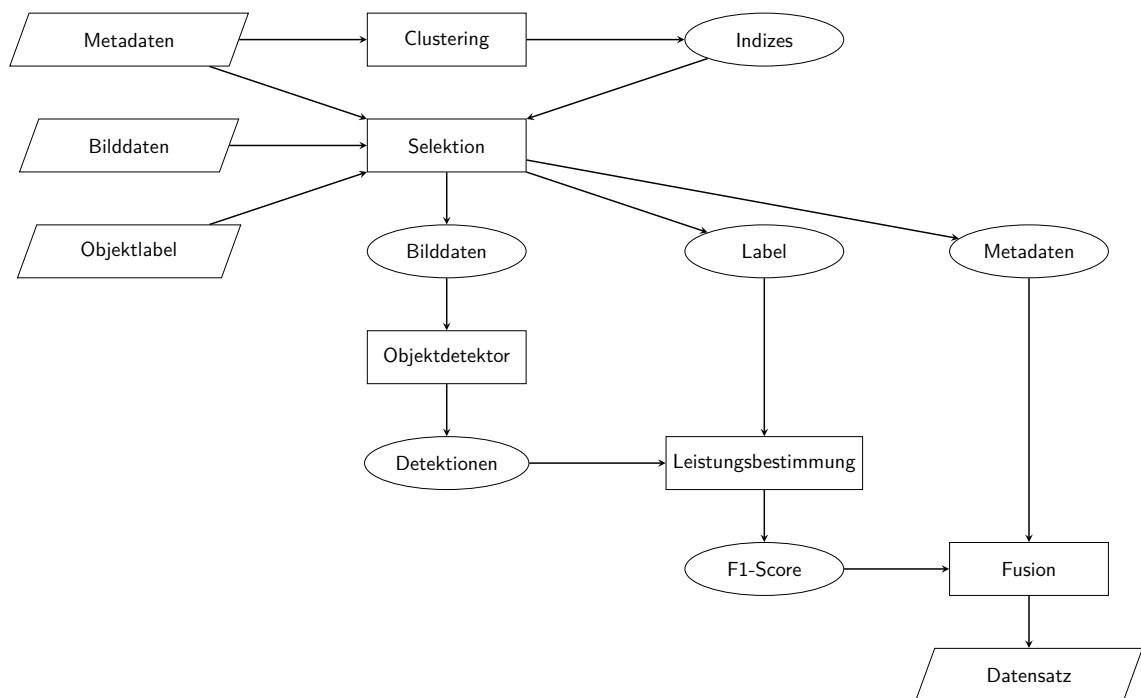 Metadaten
Clustering
Indizes
Bilddaten
Selektion
Objektlabel
Bilddaten
Label
Metadaten
Objektdetektor
Detektionen
Leistungsbestimmung
F1-Score
Fusion
Datensatz